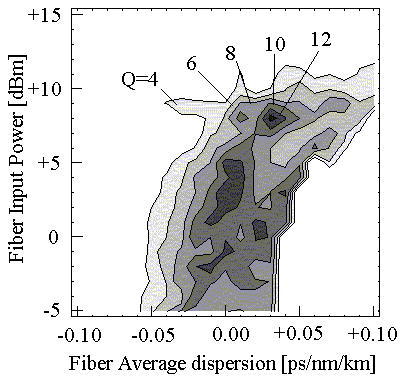 +15
10
12
8
6
Q=4
+10
+5
0
-5
Fiber Input Power [dBm]
-0.10 -0.05 0.00 +0.05 +0.10
Fiber Average dispersion [ps/nm/km]